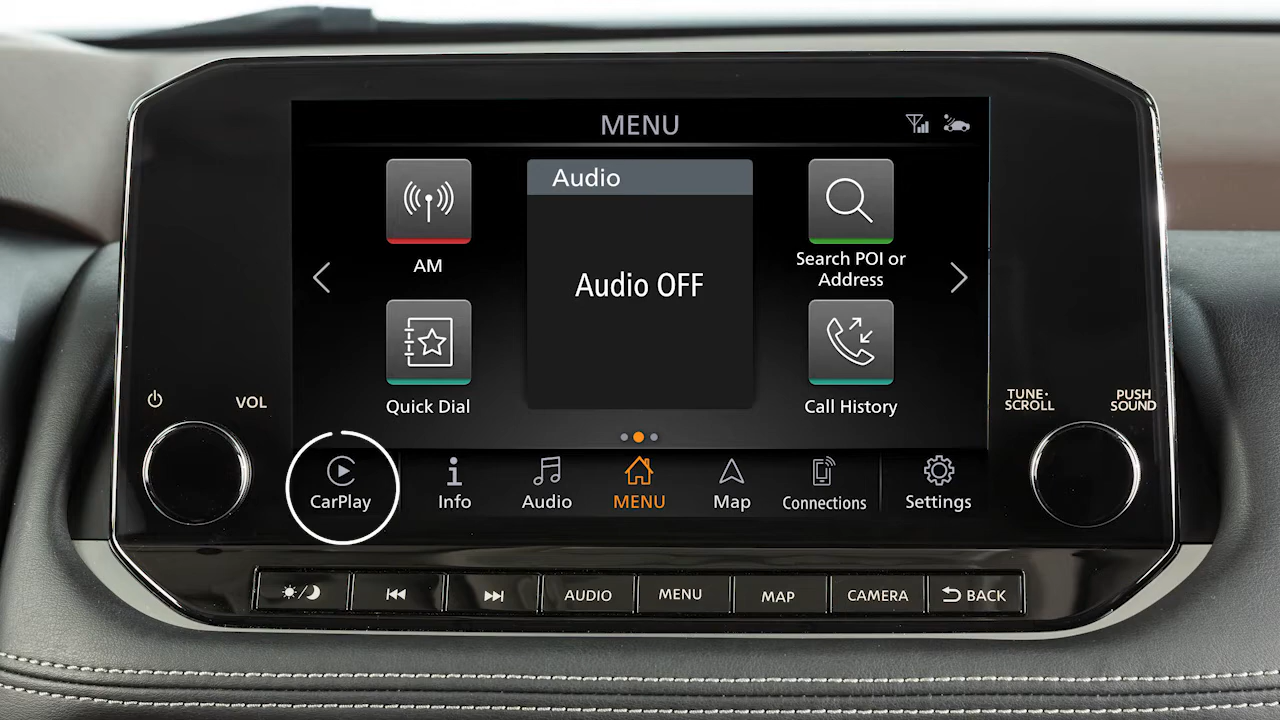 MENU
Audio
Audio OFF
AM
Search POI or
Address
Quick Dial
Call History
VOL
TUNE·
SCROLL
PUSH
SOUND
CarPlay
Info
Audio
MENU
Map
Connections
Settings
AUDIO
MENU
MAP
CAMERA
BACK